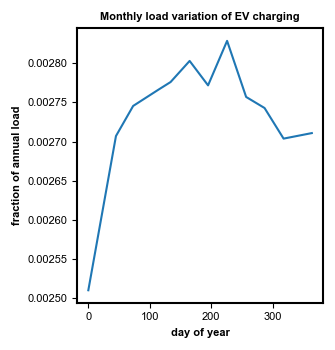 Monthly load variation of EV charging
fraction of annual load
0.00280
0.00275
0.00270
0.00265
0.00260
0.00255
0.00250
0 100 200 300
day of year